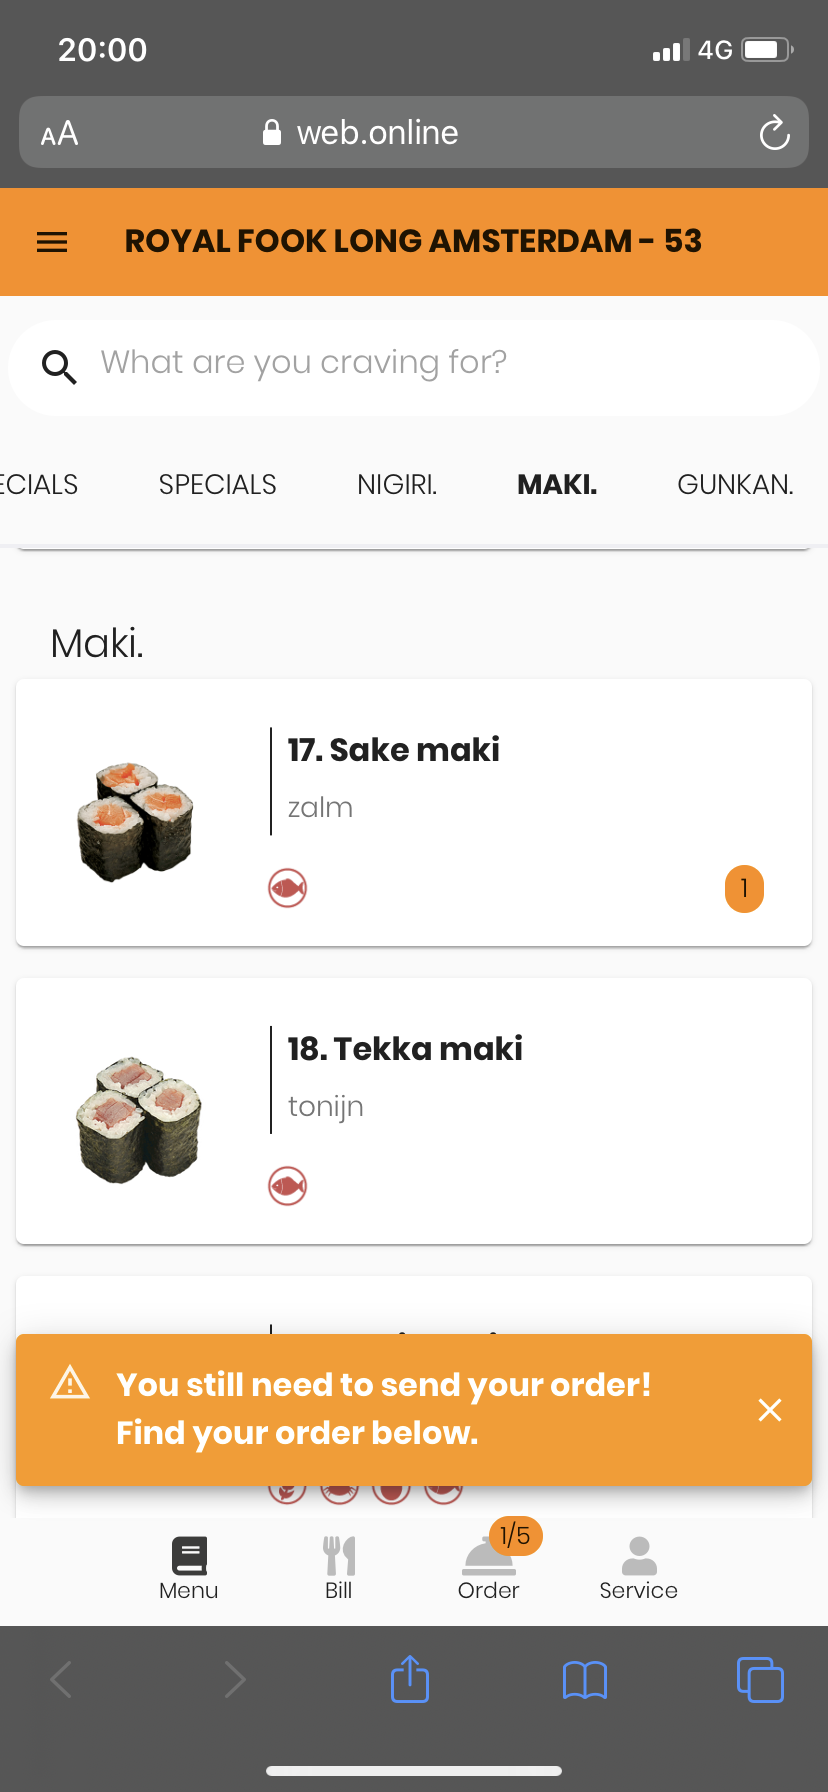 20:00
4G
AA
web.online
ROYAL FOOK LONG AMSTERDAM - 53
What are you craving for?
ECIALS SPECIALS NIGIRI. MAKI. GUNKAN.
Maki.
17. Sake maki
zalm
1
18. Tekka maki
tonijn
You still need to send your order!
Find your order below.
1/5
Menu Bill Order Service